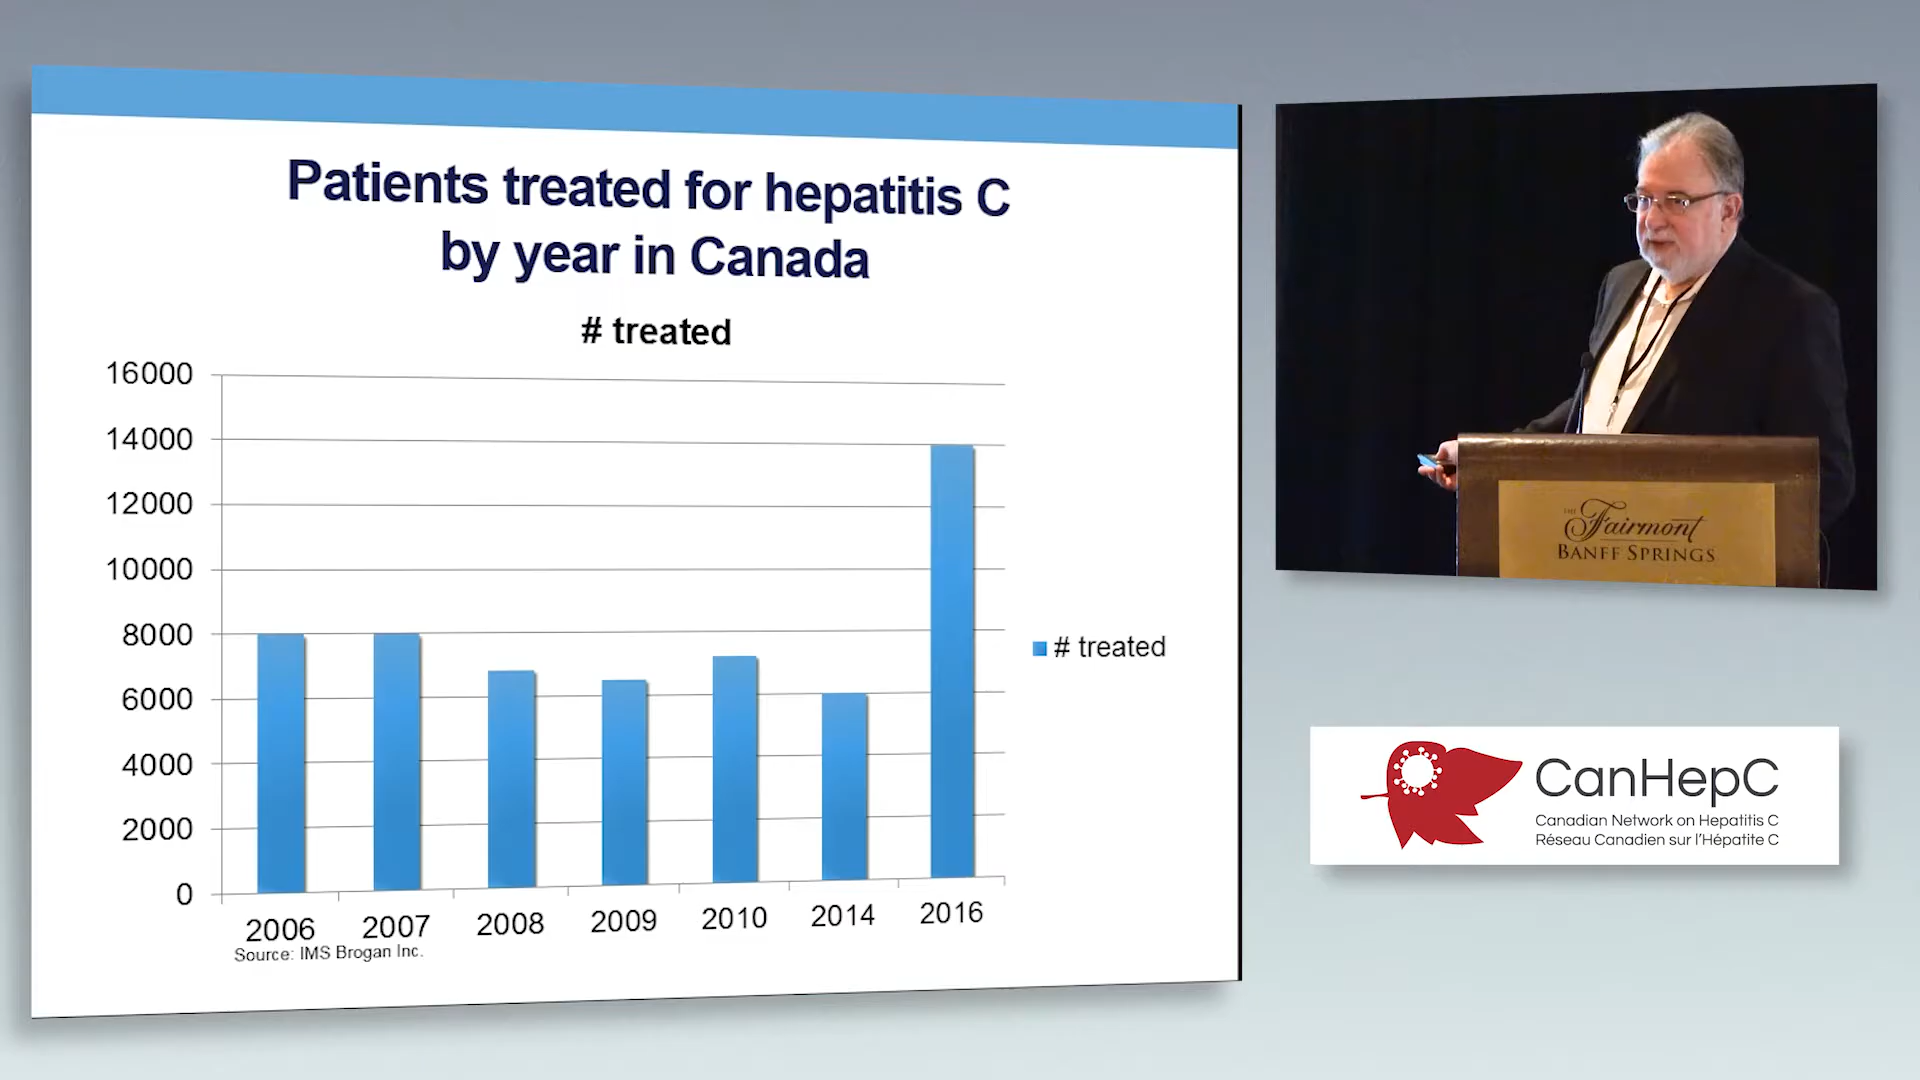 Patients treated for hepatitis C
by year in Canada
# treated
16000
14000
12000
10000
8000
6000
4000
2000
0
2006 2007 2008 2009 2010 2014 2016
Source: IMS Brogan Inc.
# treated
THE
Fairmont
BANFF SPRINGS
CanHepC
Canadian Network on Hepatitis C
Réseau Canadien sur l'Hépatite C